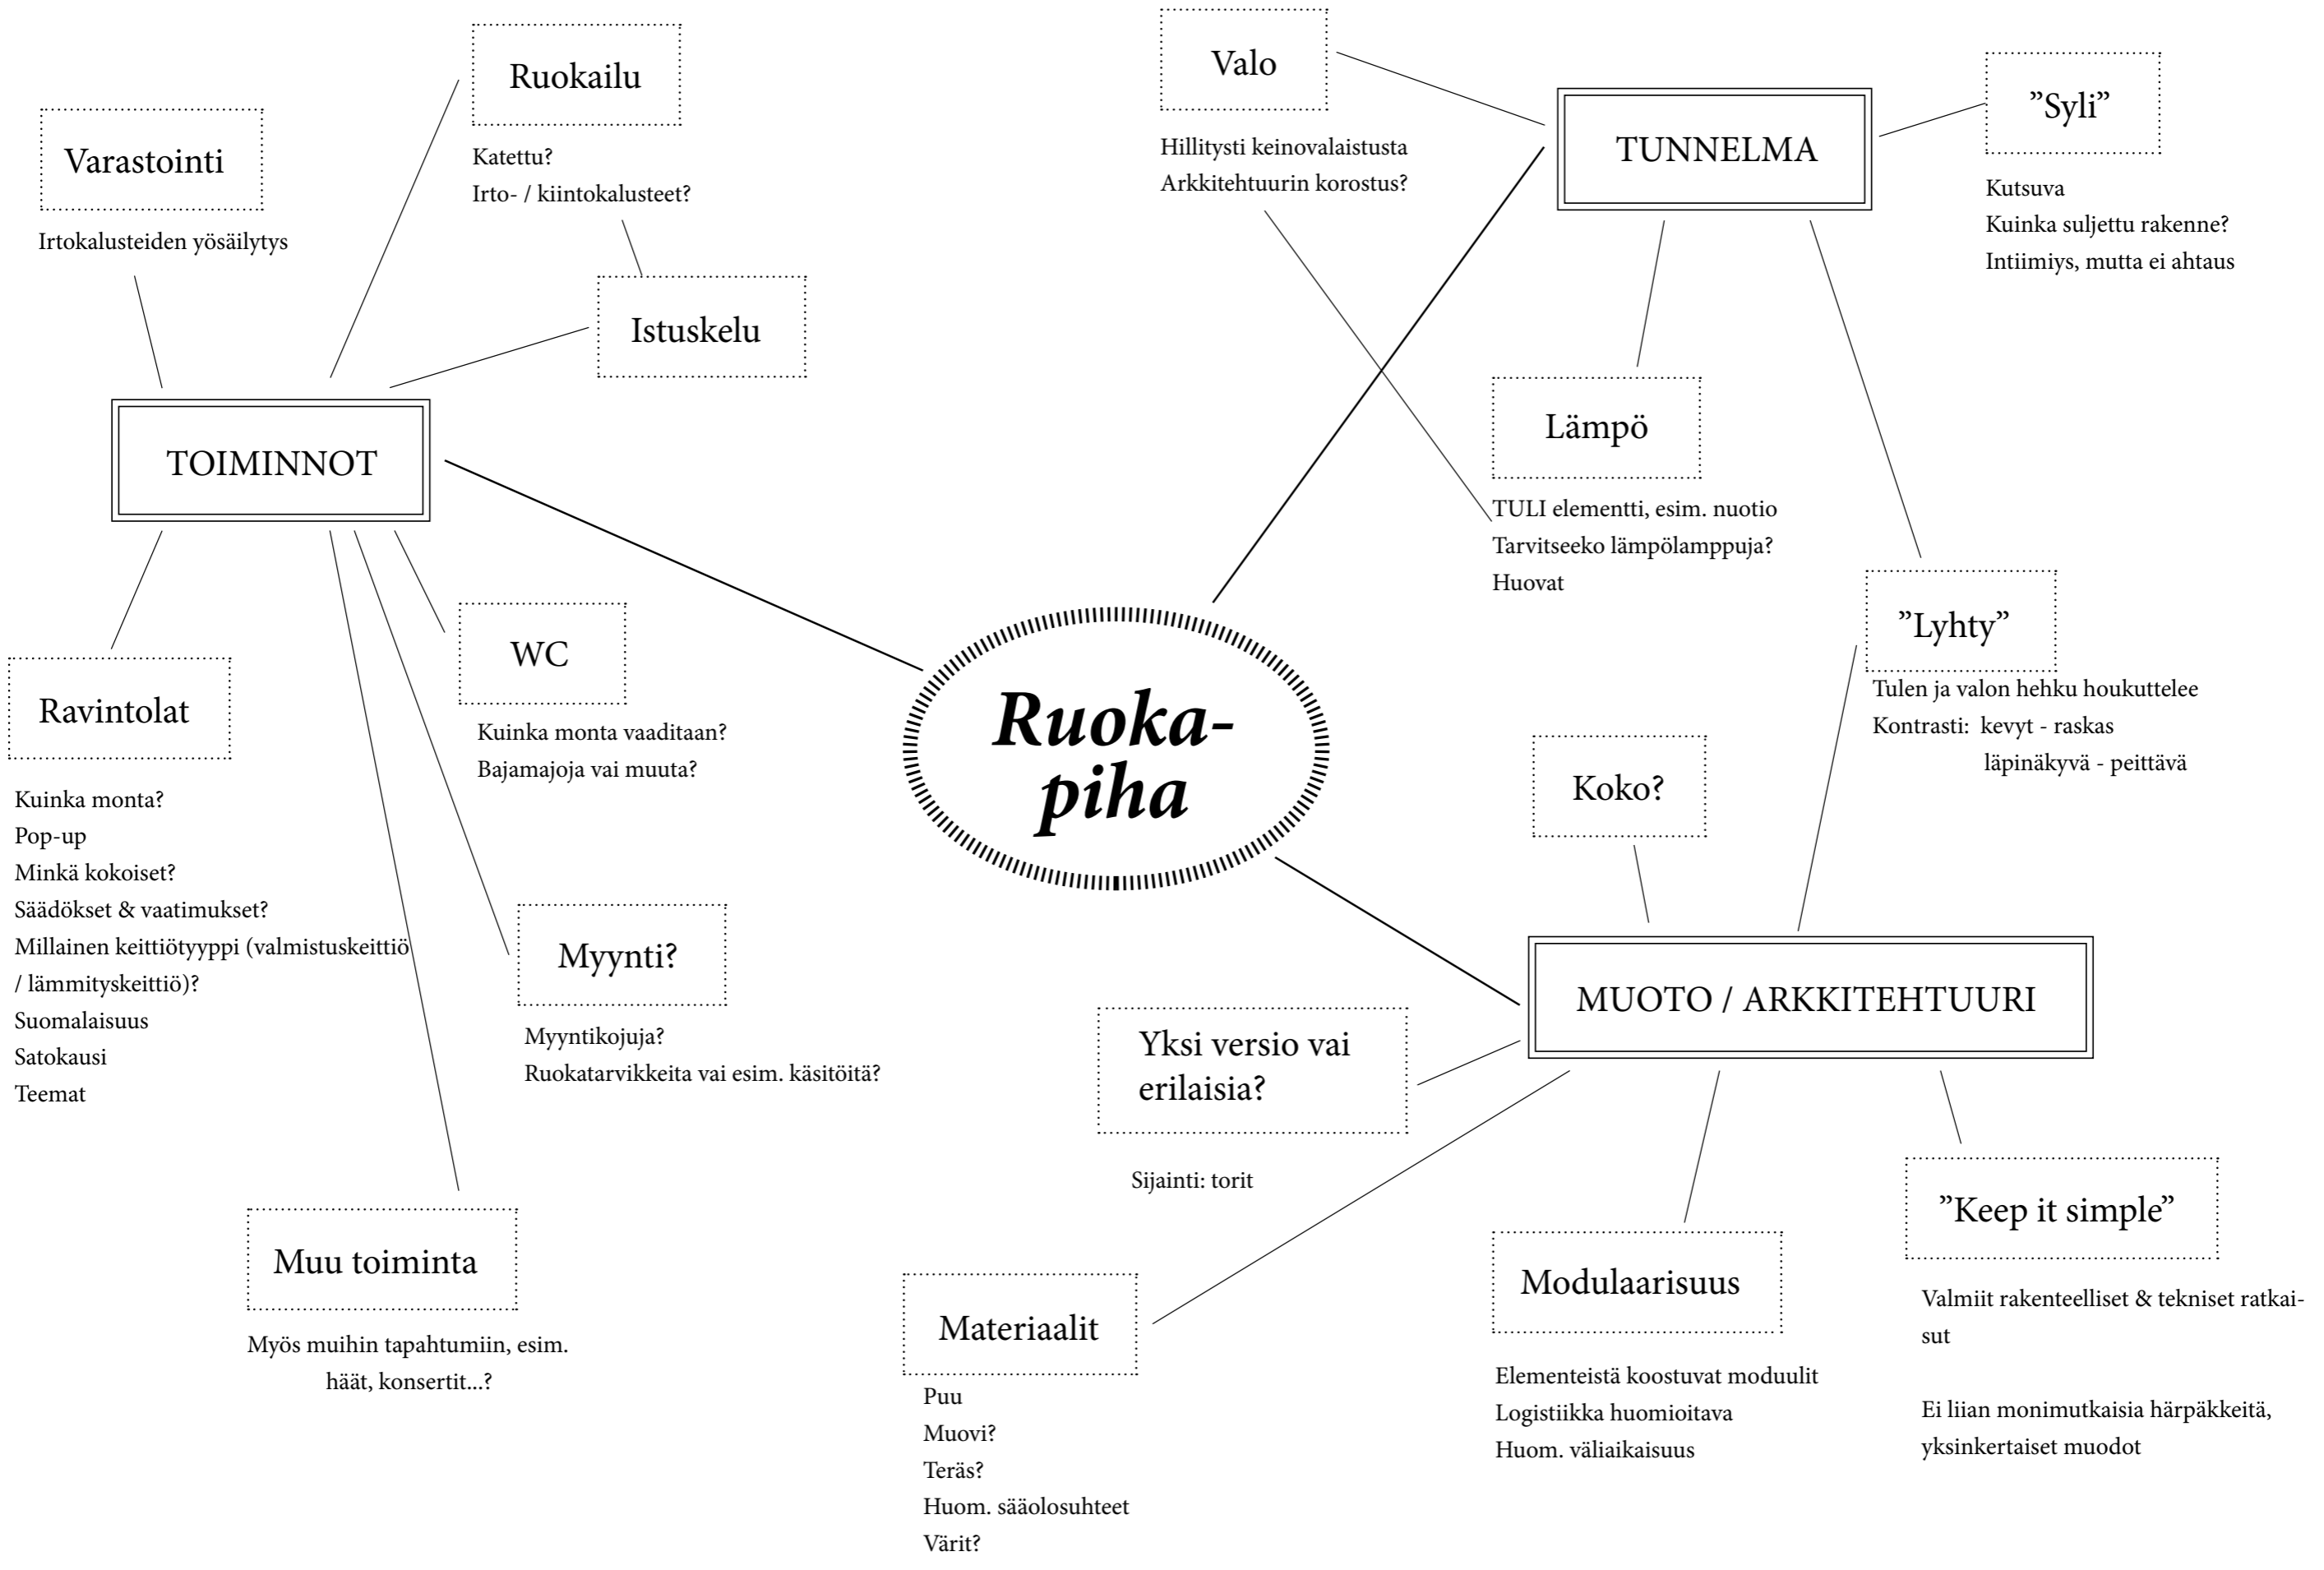 Ruokailu
Katettu?
Irto- / kiintokalusteet?
Varastointi
Irtokalusteiden yösäilytys
Istuskelu
TOIMINNOT
WC
Kuinka monta vaaditaan?
Bajamajoja vai muuta?
Ravintolat
Kuinka monta?
Pop-up
Minkä kokoiset?
Säädökset & vaatimukset?
Millainen keittiötyyppi (valmistuskeittiö
/ lämmityskeittiö)?
Suomalaisuus
Satokausi
Teemat
Myynti?
Myyntikojuja?
Ruokatarvikkeita vai esim. käsitöitä?
Muu toiminta
Myös muihin tapahtumiin, esim.
häät, konsertit...?
Ruoka-
piha
Valo
Hillitysti keinovalaistusta
Arkkitehtuurin korostus?
TUNNELMA
”Syli”
Kutsuva
Kuinka suljettu rakenne?
Intiimiys, mutta ei ahtaus
Lämpö
TULI elementti, esim. nuotio
Tarvitseeko lämpölamppuja?
Huovat
”Lyhty”
Tulen ja valon hehku houkuttelee
Kontrasti: kevyt - raskas
läpinäkyvä - peittävä
Koko?
MUOTO / ARKKITEHTUURI
Yksi versio vai
erilaisia?
Sijainti: torit
Materiaalit
Puu
Muovi?
Teräs?
Huom. sääolosuhteet
Värit?
Modulaarisuus
Elementeistä koostuvat moduulit
Logistiikka huomioitava
Huom. väliaikaisuus
”Keep it simple”
Valmiit rakenteelliset & tekniset ratkai-
sut
Ei liian monimutkaisia härpäkkeitä,
yksinkertaiset muodot